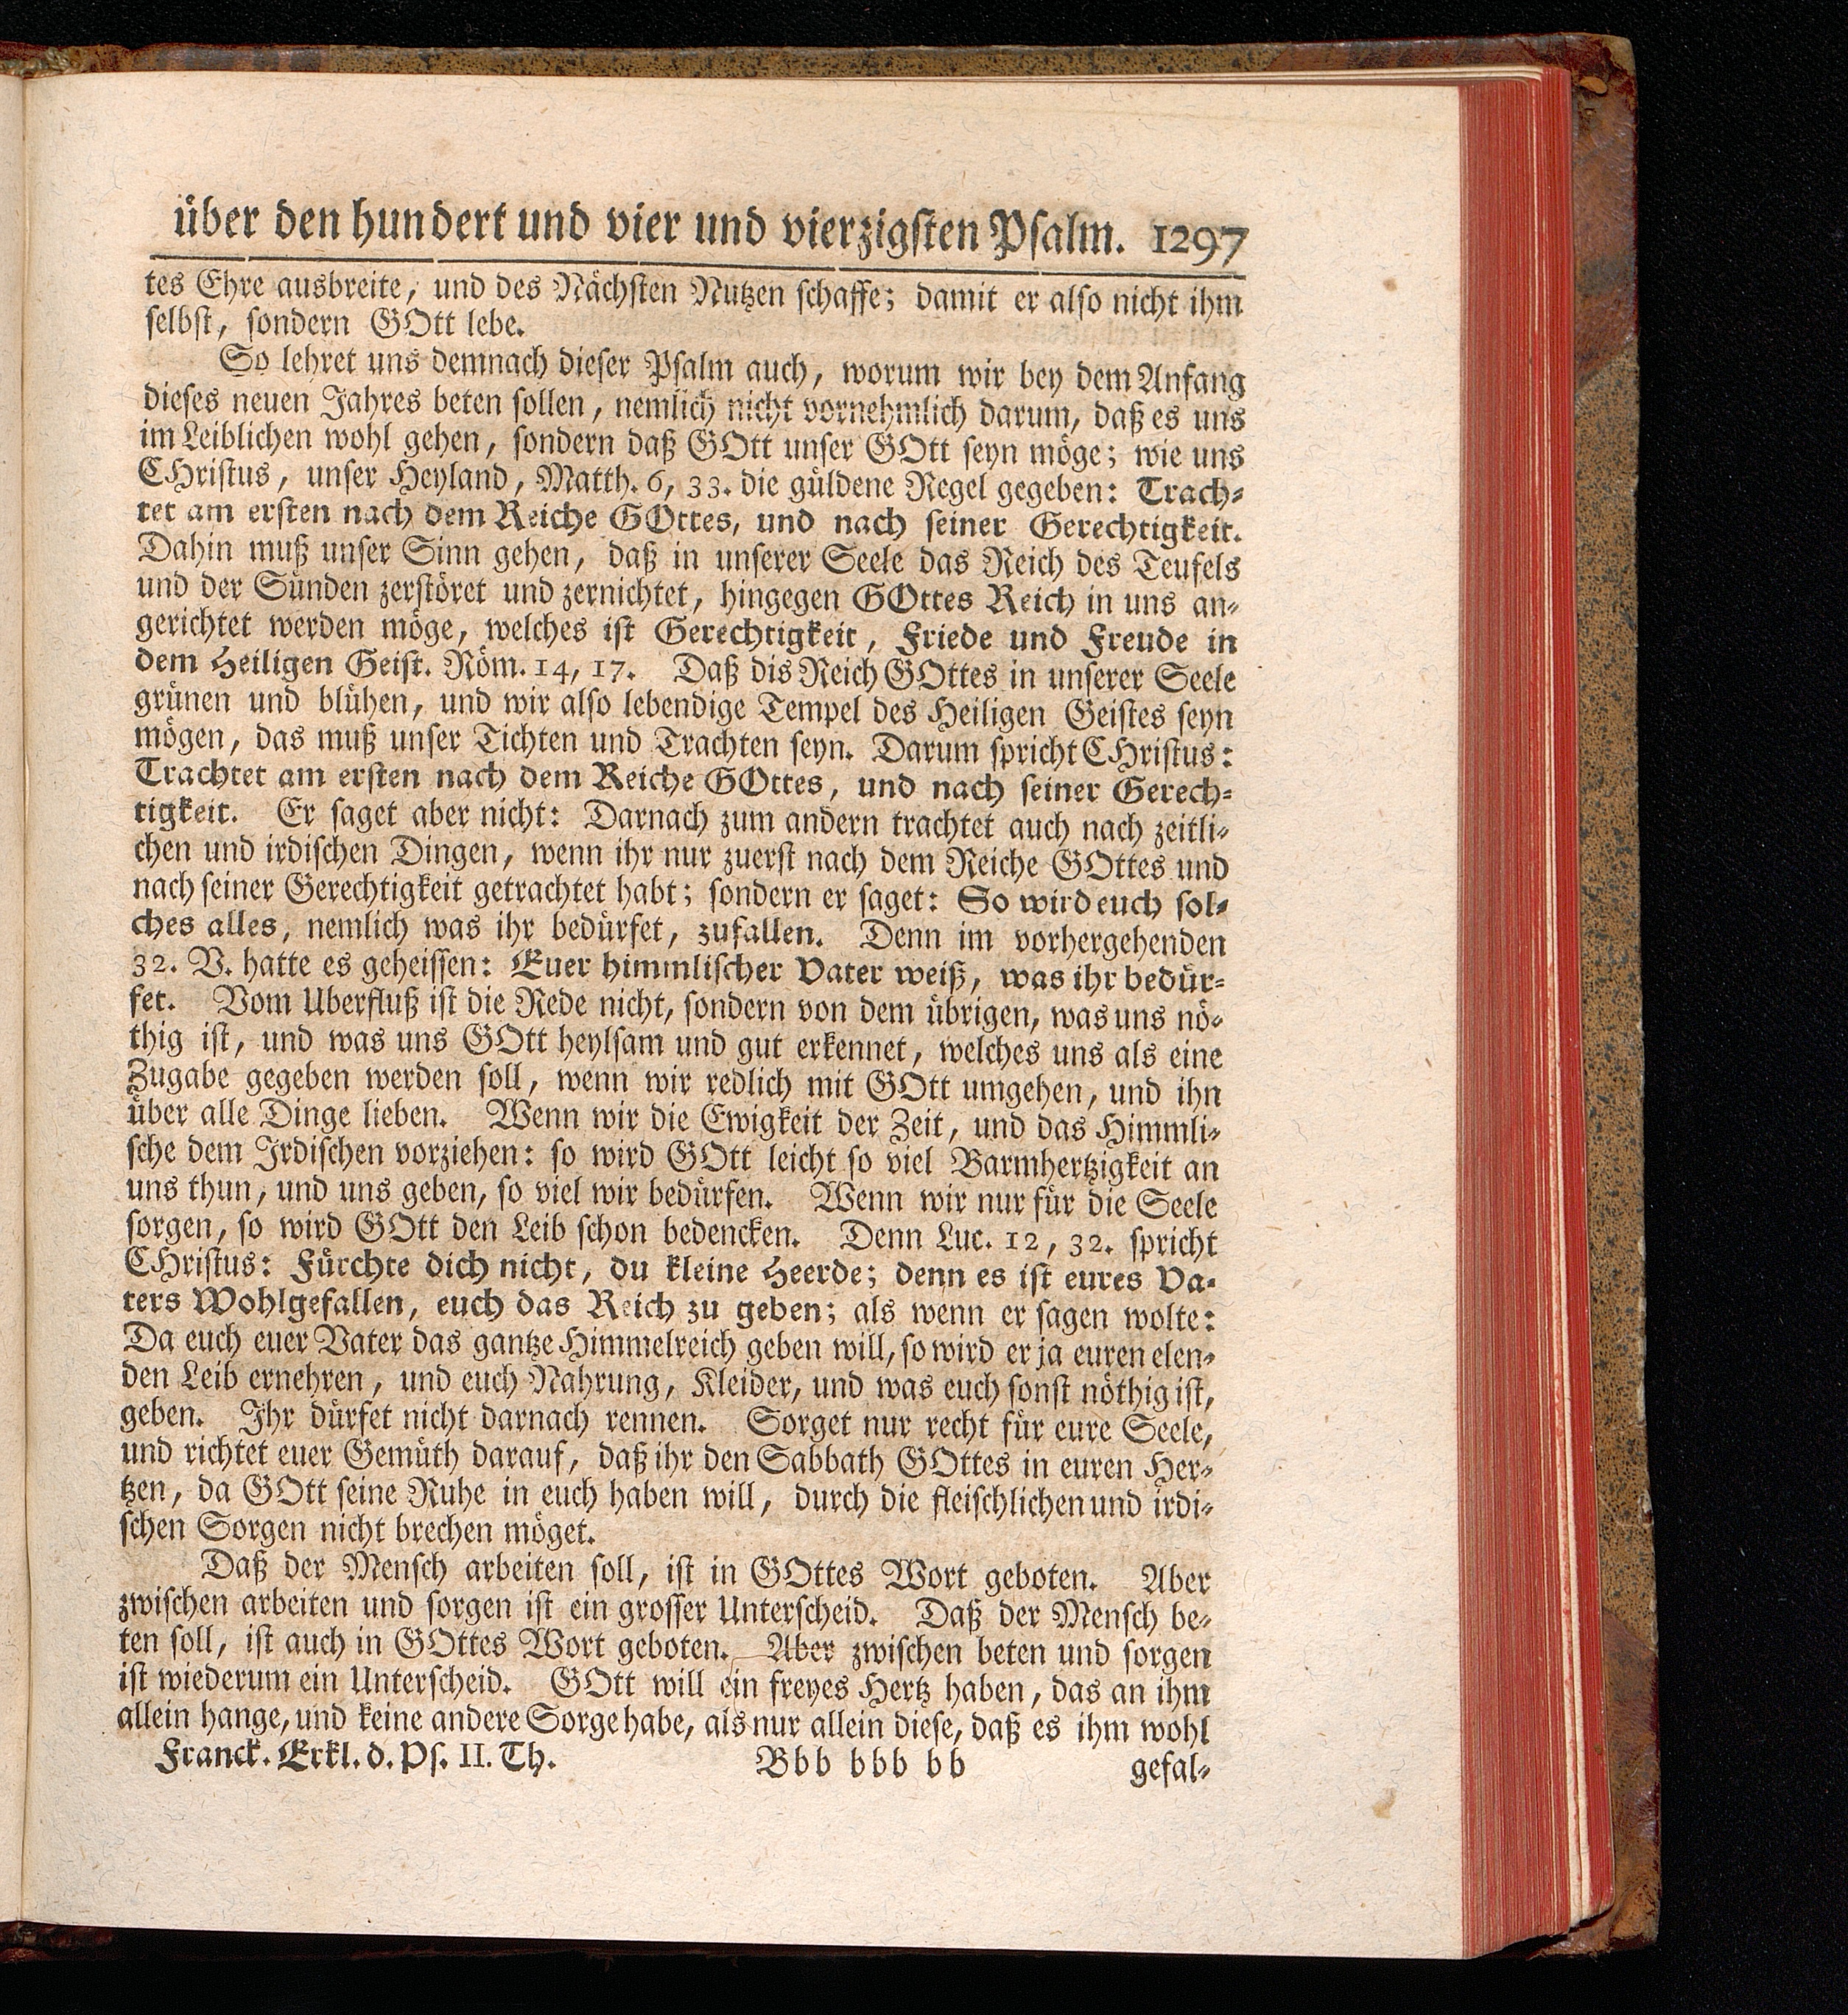 über den hundert und vier und vierzigsten Psalm. 1297
tes Ehre ausbreite, und des Nächsten Nutzen schaffe; damit er also nicht ihm
selbst, sondern GOtt lebe.
So lehret uns demnach dieser Psalm auch, worum wir bey dem Anfang
dieses neuen Jahres beten sollen, nemlich nicht vornehmlich darum, daß es uns
im Leiblichen wohl gehen, sondern daß GOtt unser GOtt seyn möge; wie uns
CHristus, unser Heyland, Matth. 6, 33. die güldene Regel gegeben: Trach-
tet am ersten nach dem Reiche GOttes, und nach seiner Gerechtigkeit.
Dahin muß unser Sinn gehen, daß in unserer Seele das Reich des Teufels
und der Sünden zerstöret und zernichtet, hingegen GOttes Reich in uns an-
gerichtet werden möge, welches ist Gerechtigkeit, Friede und Freude in
dem Heiligen Geist. Röm. 14, 17. Daß dis Reich GOttes in unserer Seele
grünen und blühen, und wir also lebendige Tempel des Heiligen Geistes seyn
mögen, das muß unser Tichten und Trachten seyn. Darum spricht CHristus:
Trachtet am ersten nach dem Reiche GOttes, und nach seiner Gerech-
tigkeit. Er saget aber nicht: Darnach zum andern trachtet auch nach zeitli-
chen und irdischen Dingen, wenn ihr nur zuerst nach dem Reiche GOttes und
nach seiner Gerechtigkeit getrachtet habt; sondern er saget: So wird euch sol-
ches alles, nemlich was ihr bedürfet, zufallen. Denn im vorhergehenden
32. V. hatte es geheissen: Euer himmlischer Vater weiß, was ihr bedür-
fet. Vom Uberfluß ist die Rede nicht, sondern von dem übrigen, was uns nö-
thig ist, und was uns GOtt heylsam und gut erkennet, welches uns als eine
Zugabe gegeben werden soll, wenn wir redlich mit GOtt umgehen, und ihn
über alle Dinge lieben. Wenn wir die Ewigkeit der Zeit, und das Himmli-
sche dem Irdischen vorziehen: so wird GOtt leicht so viel Barmhertzigkeit an
uns thun, und uns geben, so viel wir bedürfen. Wenn wir nur für die Seele
sorgen, so wird GOtt den Leib schon bedencken. Denn Luc. 12, 32. spricht
CHristus: Fürchte dich nicht, du kleine Heerde; denn es ist eures Va-
ters Wohlgefallen, euch das Reich zu geben; als wenn er sagen wolte:
Da euch euer Vater das gantze Himmelreich geben will, so wird er ja euren elen-
den Leib ernehren, und euch Nahrung, Kleider, und was euch sonst nöthig ist,
geben. Ihr dürfet nicht darnach rennen. Sorget nur recht für eure Seele,
und richtet euer Gemüth darauf, daß ihr den Sabbath GOttes in euren Her-
tzen, da GOtt seine Ruhe in euch haben will, durch die fleischlichen und irdi-
schen Sorgen nicht brechen möget.
Daß der Mensch arbeiten soll, ist in GOttes Wort geboten. Aber
zwischen arbeiten und sorgen ist ein grosser Unterscheid. Daß der Mensch be-
ten soll, ist auch in GOttes Wort geboten. Aber zwischen beten und sorgen
ist wiederum ein Unterscheid. GOtt will ein freyes Hertz haben, das an ihm
allein hange, und keine andere Sorge habe, als nur allein diese, daß es ihm wohl
Franck. Erkl. d. Ps. II. Th. Bbb bbb bb gefal-